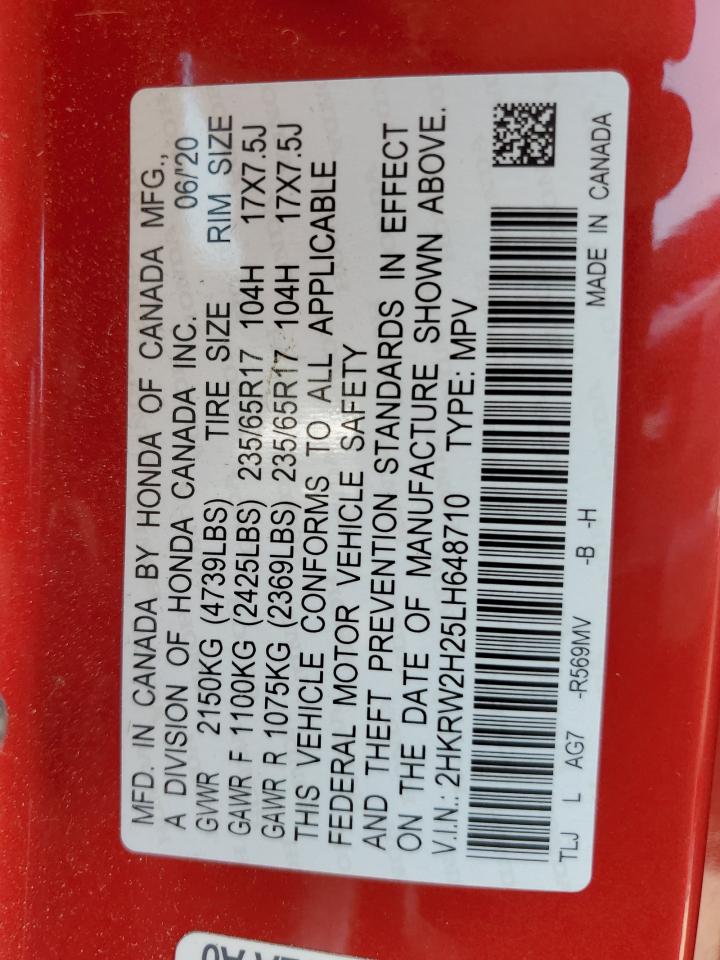 MFD. IN CANADA BY HONDA OF CANADA MFG.,
A DIVISION OF HONDA CANADA INC. 06/'20
GVWR 2150KG (4739LBS) TIRE SIZE RIM SIZE
GAWR F 1100KG (2425LBS) 235/65R17 104H 17X7.5J
GAWR R 1075KG (2369LBS) 235/65R17 104H 17X7.5J
THIS VEHICLE CONFORMS TO ALL APPLICABLE
FEDERAL MOTOR VEHICLE SAFETY
AND THEFT PREVENTION STANDARDS IN EFFECT
ON THE DATE OF MANUFACTURE SHOWN ABOVE.
V.I.N.: 2HKRW2H25LH648710 TYPE: MPV
TLJ L AG7 -R569MV -B -H
MADE IN CANADA